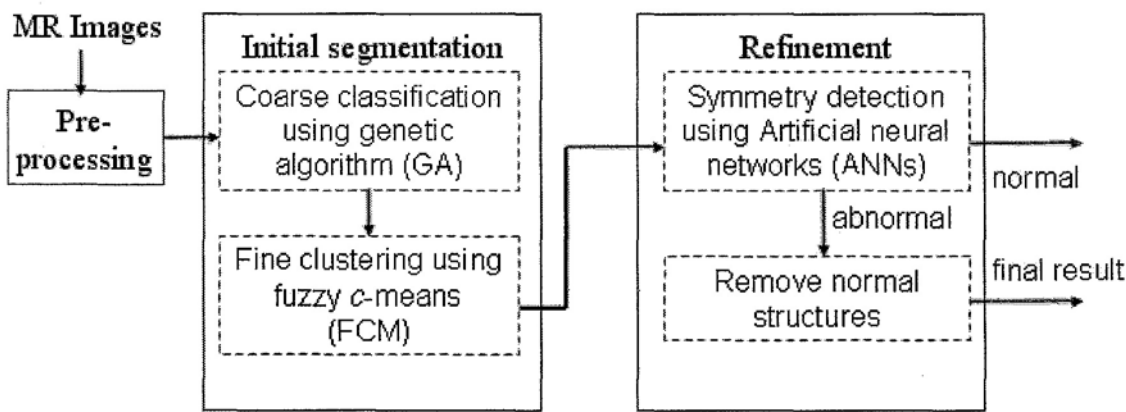 MR Images
Pre-
processing
Initial segmentation
Coarse classification
using genetic
algorithm (GA)
Fine clustering using
fuzzy c-means
(FCM)
Refinement
Symmetry detection
using Artificial neural
networks (ANNs)
normal
abnormal
Remove normal
structures
final result